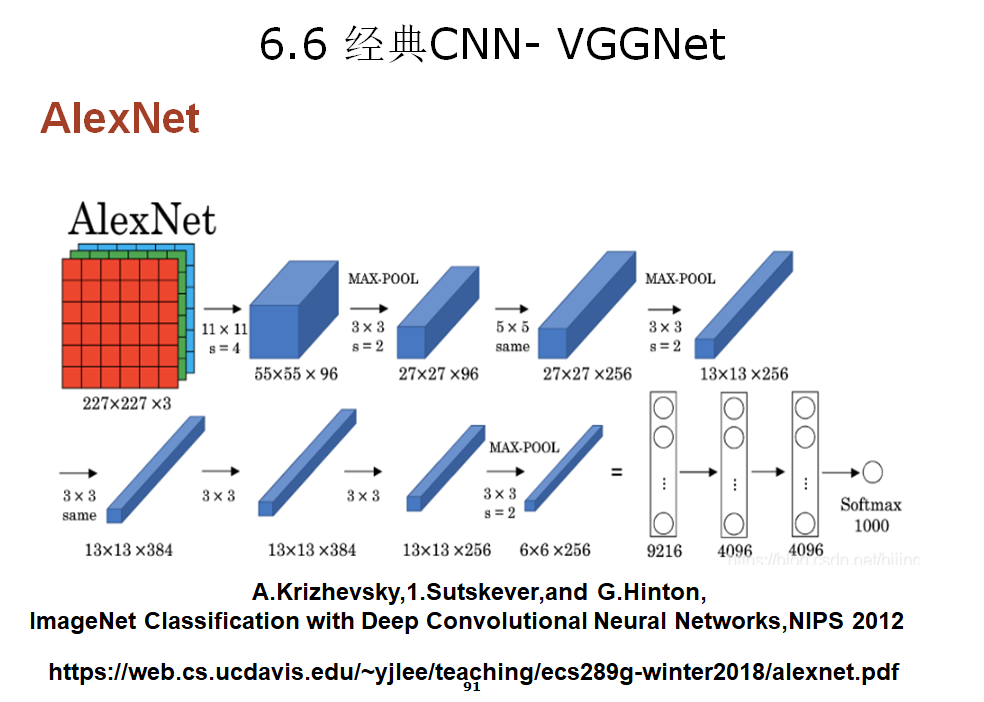 6.6 经典CNN- VGGNet
AlexNet
AlexNet
227×227 ×3
11 × 11
s = 4
55×55 × 96
MAX-POOL
3 × 3
s = 2
27×27 ×96
5 × 5
same
27×27 ×256
MAX-POOL
3 × 3
s = 2
13×13 ×256
3 × 3
same
13×13 ×384
3 × 3
13×13 ×384
3 × 3
13×13 ×256
MAX-POOL
3 × 3
s = 2
6×6 ×256
=
9216
4096
4096
Softmax
1000
A.Krizhevsky,1.Sutskever,and G.Hinton,
ImageNet Classification with Deep Convolutional Neural Networks,NIPS 2012
https://web.cs.ucdavis.edu/~yjlee/teaching/ecs289g-winter2018/alexnet.pdf
91